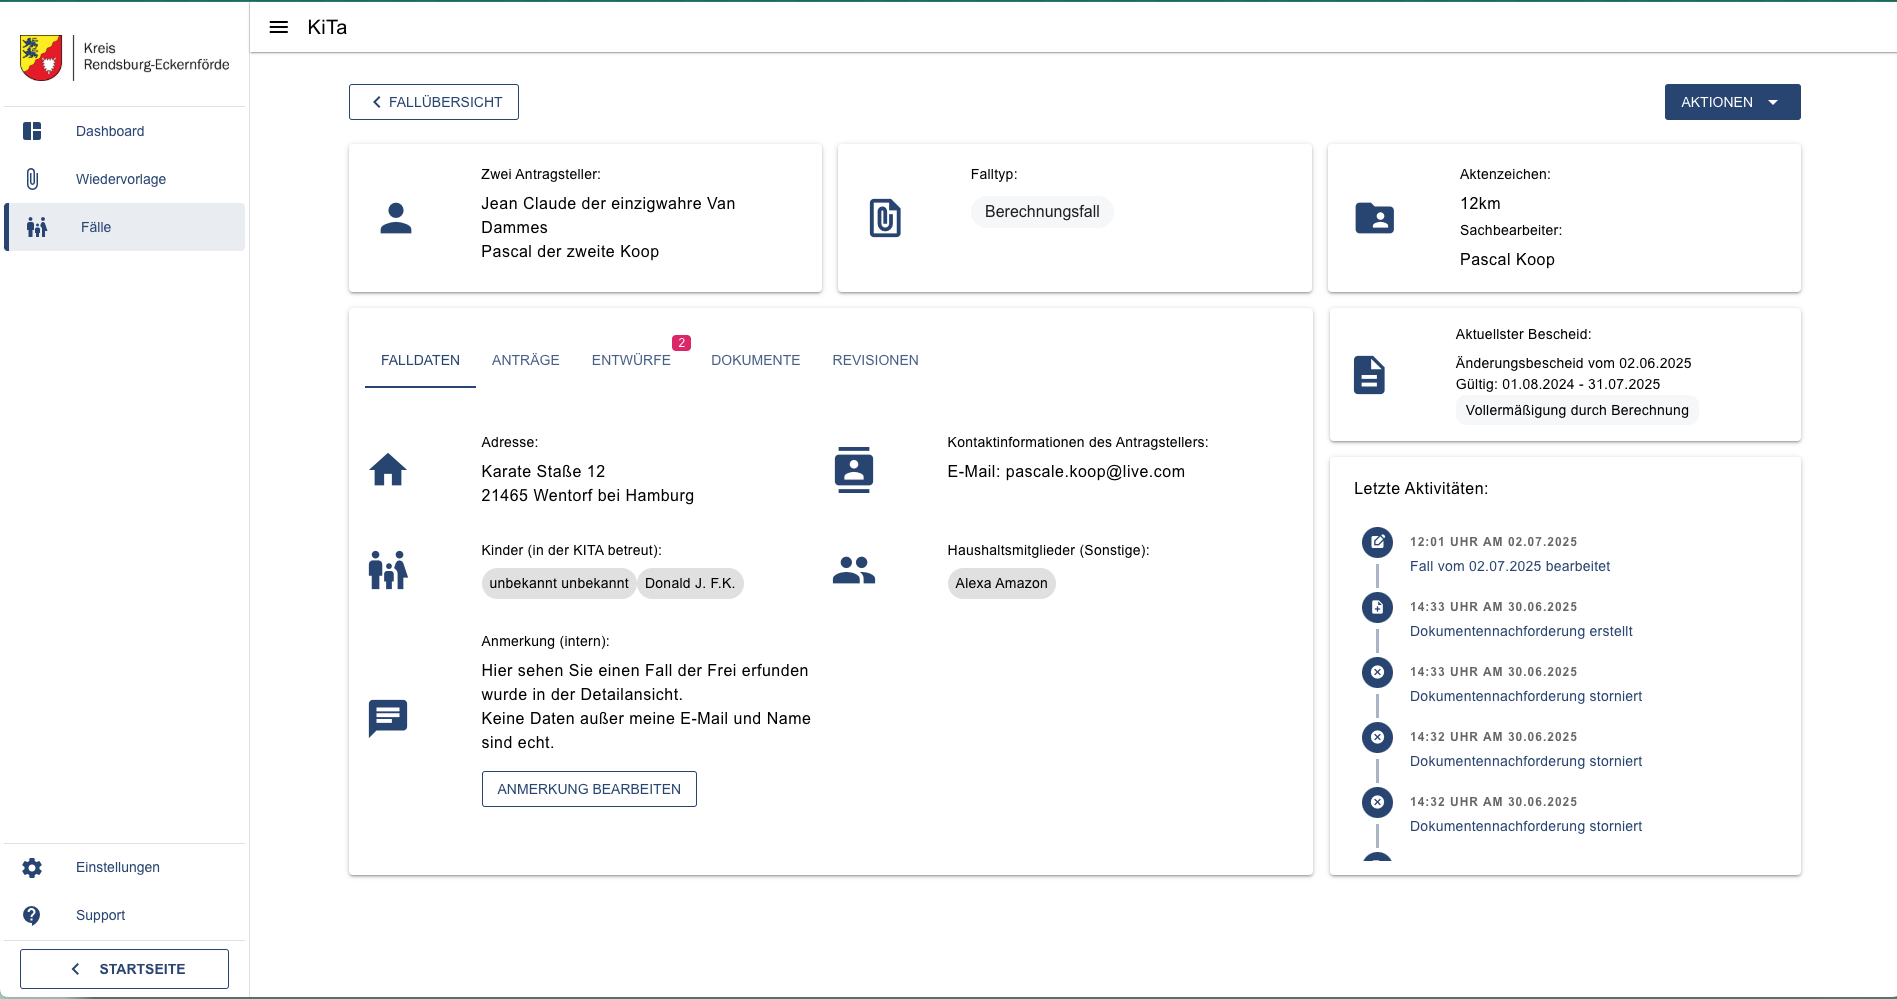 Kreis
Rendsburg-Eckernförde
Dashboard
Wiedervorlage
Fälle
Einstellungen
Support
STARTSEITE
KiTa
FALLÜBERSICHT
AKTIONEN
Zwei Antragsteller:
Jean Claude der einzigwahre Van
Dammes
Pascal der zweite Koop
Falltyp:
Berechnungsfall
Aktenzeichen:
12km
Sachbearbeiter:
Pascal Koop
FALLDATEN
ANTRÄGE
ENTWÜRFE
2
DOKUMENTE
REVISIONEN
Adresse:
Karate Staße 12
21465 Wentorf bei Hamburg
Kontaktinformationen des Antragstellers:
E-Mail: pascale.koop@live.com
Kinder (in der KITA betreut):
unbekannt unbekannt
Donald J. F.K.
Haushaltsmitglieder (Sonstige):
Alexa Amazon
Anmerkung (intern):
Hier sehen Sie einen Fall der Frei erfunden
wurde in der Detailansicht.
Keine Daten außer meine E-Mail und Name
sind echt.
ANMERKUNG BEARBEITEN
Aktuellster Bescheid:
Änderungsbescheid vom 02.06.2025
Gültig: 01.08.2024 - 31.07.2025
Vollermäßigung durch Berechnung
Letzte Aktivitäten:
12:01 UHR AM 02.07.2025
Fall vom 02.07.2025 bearbeitet
14:33 UHR AM 30.06.2025
Dokumentennachforderung erstellt
14:33 UHR AM 30.06.2025
Dokumentennachforderung storniert
14:32 UHR AM 30.06.2025
Dokumentennachforderung storniert
14:32 UHR AM 30.06.2025
Dokumentennachforderung storniert